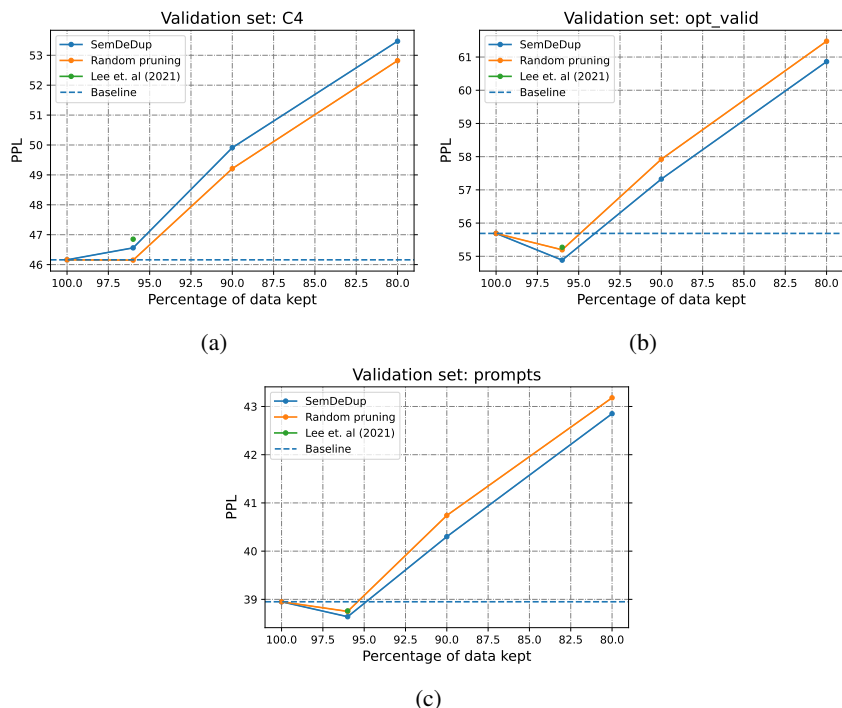 Validation set: C4
53
52
51
50
49
48
47
46
PPL
SemDeDup
Random pruning
Lee et. al (2021)
Baseline
100.0 97.5 95.0 92.5 90.0 87.5 85.0 82.5 80.0
Percentage of data kept
(a)
Validation set: opt_valid
61
60
59
58
57
56
55
PPL
SemDeDup
Random pruning
Lee et. al (2021)
Baseline
100.0 97.5 95.0 92.5 90.0 87.5 85.0 82.5 80.0
Percentage of data kept
(b)
Validation set: prompts
43
42
41
40
39
PPL
SemDeDup
Random pruning
Lee et. al (2021)
Baseline
100.0 97.5 95.0 92.5 90.0 87.5 85.0 82.5 80.0
Percentage of data kept
(c)